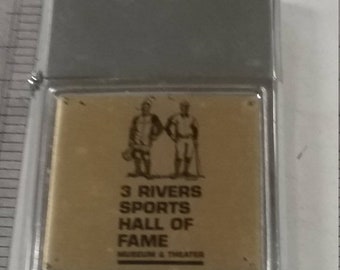 3 RIVERS
SPORTS
HALL OF
FAME
MUSEUM & THEATER